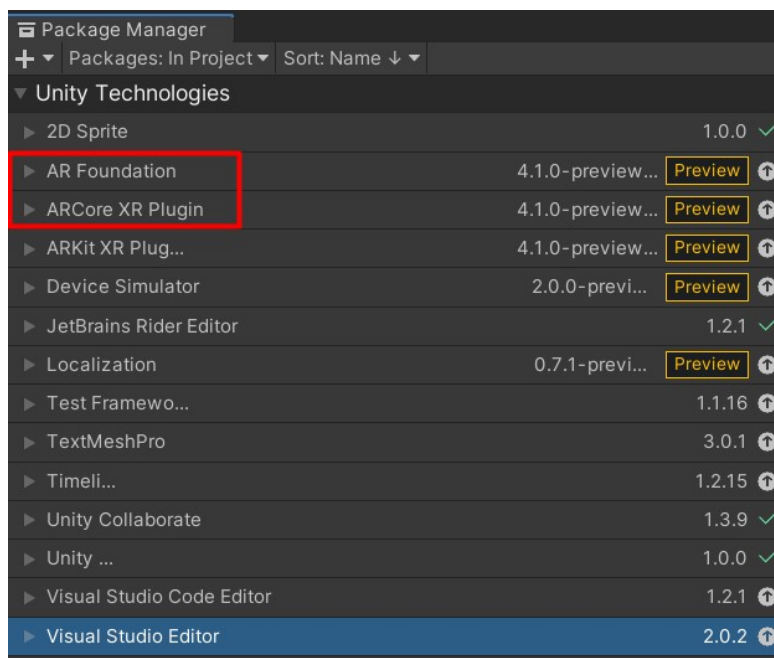 Package Manager
+ Packages: In Project Sort: Name ↓
Unity Technologies
2D Sprite 1.0.0
AR Foundation 4.1.0-preview... Preview
ARCore XR Plugin 4.1.0-preview... Preview
ARKit XR Plug... 4.1.0-preview... Preview
Device Simulator 2.0.0-previ... Preview
JetBrains Rider Editor 1.2.1
Localization 0.7.1-previ... Preview
Test Framewo... 1.1.16
TextMeshPro 3.0.1
Timeli... 1.2.15
Unity Collaborate 1.3.9
Unity ... 1.0.0
Visual Studio Code Editor 1.2.1
Visual Studio Editor 2.0.2